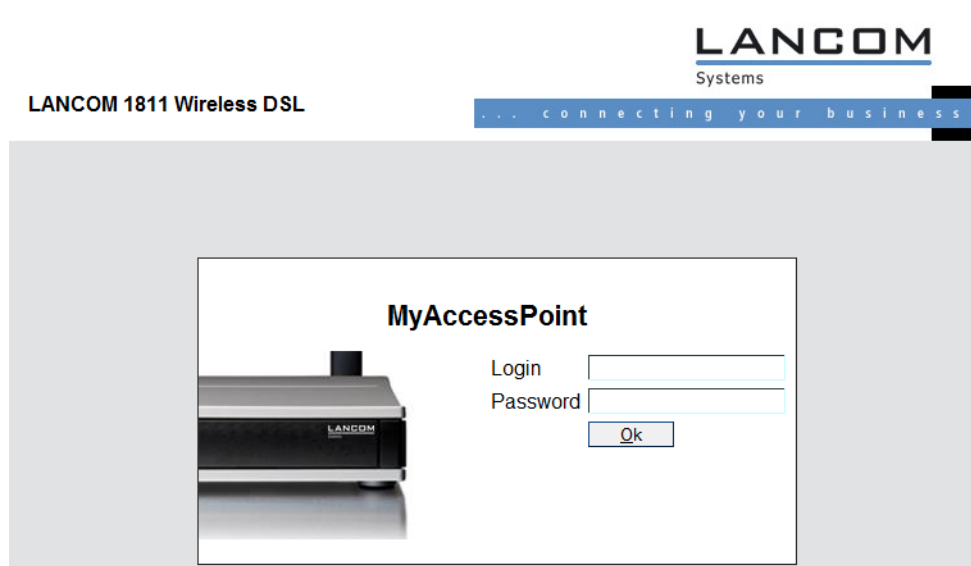 LANCOM
Systems
LANCOM 1811 Wireless DSL
... connecting your business
MyAccessPoint
Login
Password
LANCOM
Ok